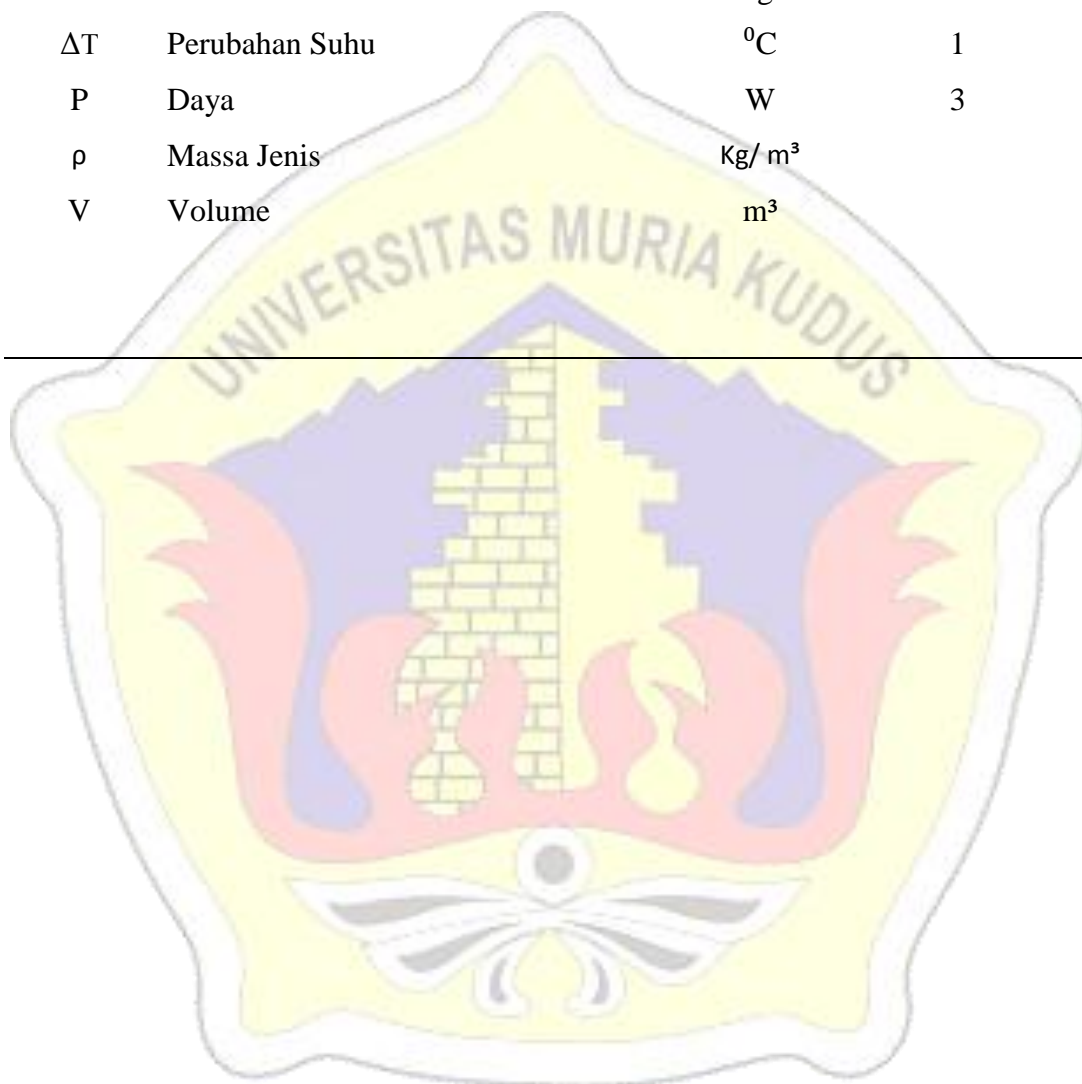 ΔT Perubahan Suhu ⁰C 1
P Daya W 3
ρ Massa Jenis Kg/ m³
V Volume m³
UNIVERSITAS MURIA KUDUS